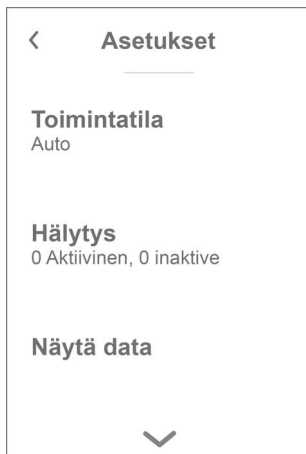 Asetukset
Toimintatila
Auto
Hälytys
0 Aktiivinen, 0 inaktive
Näytä data